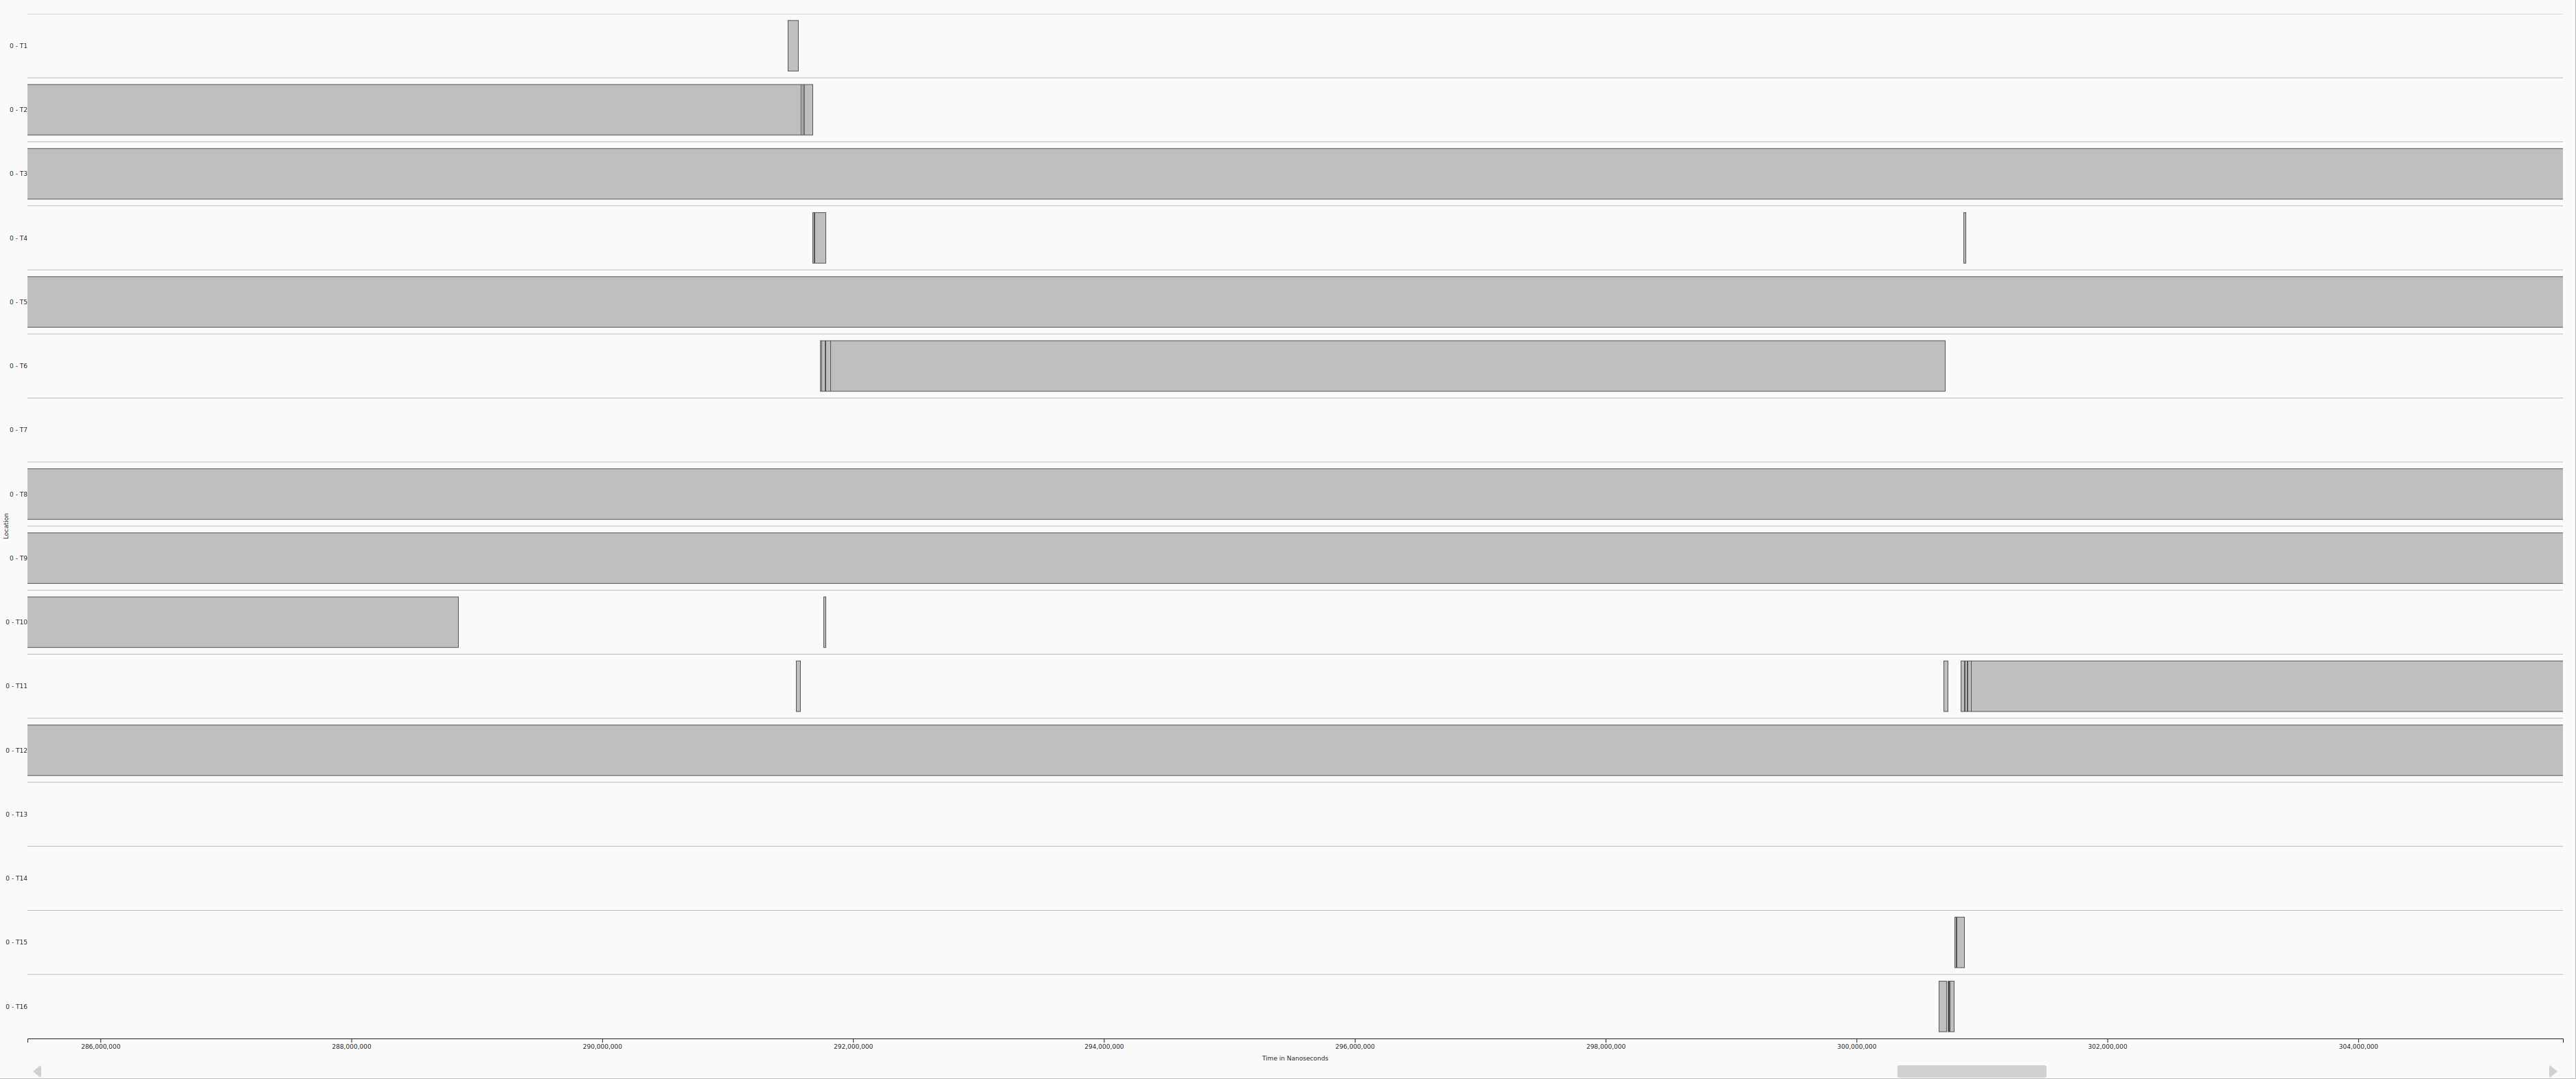 0 - T1
0 - T2
0 - T3
0 - T4
0 - T5
0 - T6
0 - T7
0 - T8
Location
0 - T9
0 - T10
0 - T11
0 - T12
0 - T13
0 - T14
0 - T15
0 - T16
286,000,000 288,000,000 290,000,000 292,000,000 294,000,000 296,000,000 298,000,000 300,000,000 302,000,000 304,000,000
Time in Nanoseconds